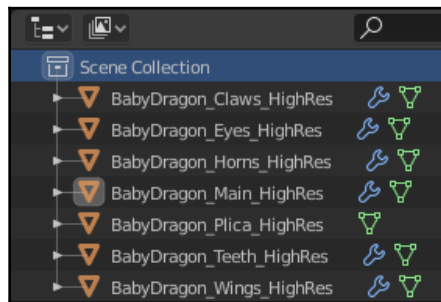 Scene Collection
BabyDragon_Claws_HighRes
BabyDragon_Eyes_HighRes
BabyDragon_Horns_HighRes
BabyDragon_Main_HighRes
BabyDragon_Plica_HighRes
BabyDragon_Teeth_HighRes
BabyDragon_Wings_HighRes